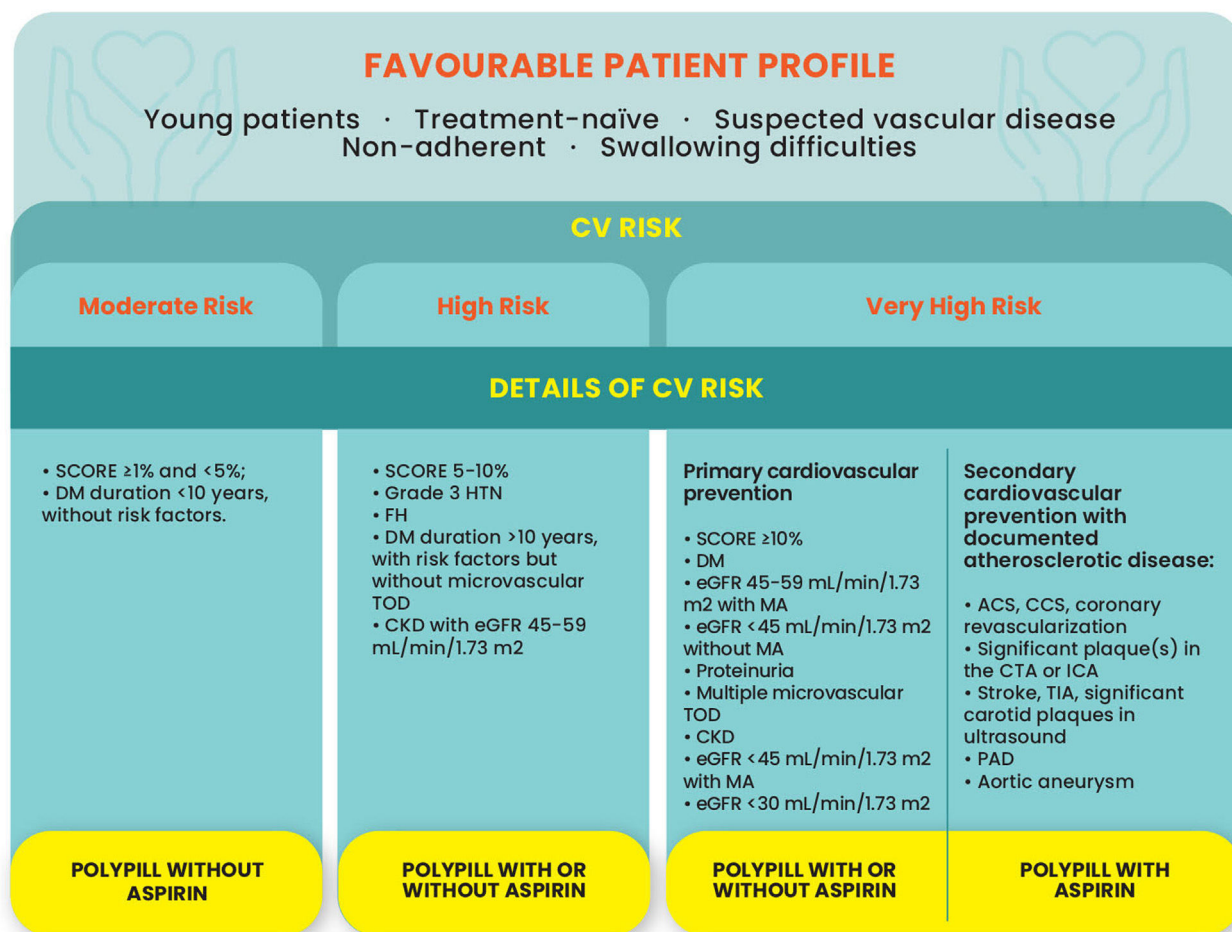 FAVOURABLE PATIENT PROFILE
Young patients · Treatment-naïve · Suspected vascular disease
Non-adherent · Swallowing difficulties
CV RISK
Moderate Risk
High Risk
Very High Risk
DETAILS OF CV RISK
• SCORE ≥1% and <5%;
• DM duration <10 years,
without risk factors.
• SCORE 5-10%
• Grade 3 HTN
• FH
• DM duration >10 years,
with risk factors but
without microvascular
TOD
• CKD with eGFR 45-59
mL/min/1.73 m2
Primary cardiovascular
prevention
• SCORE ≥10%
• DM
• eGFR 45-59 mL/min/1.73
m2 with MA
• eGFR <45 mL/min/1.73 m2
without MA
• Proteinuria
• Multiple microvascular
TOD
• CKD
• eGFR <45 mL/min/1.73 m2
with MA
• eGFR <30 mL/min/1.73 m2
Secondary
cardiovascular
prevention with
documented
atherosclerotic disease:
• ACS, CCS, coronary
revascularization
• Significant plaque(s) in
the CTA or ICA
• Stroke, TIA, significant
carotid plaques in
ultrasound
• PAD
• Aortic aneurysm
POLYPILL WITHOUT
ASPIRIN
POLYPILL WITH OR
WITHOUT ASPIRIN
POLYPILL WITH OR
WITHOUT ASPIRIN
POLYPILL WITH
ASPIRIN